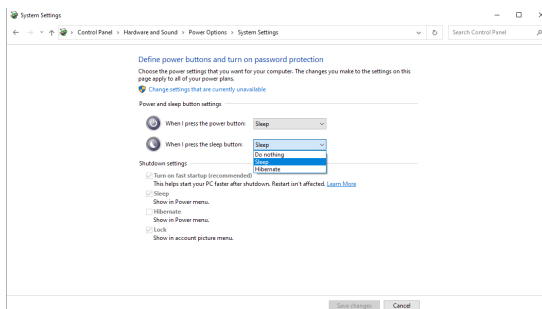 System Settings
Control Panel > Hardware and Sound > Power Options > System Settings
Search Control Panel
Define power buttons and turn on password protection
Choose the power settings that you want for your computer. The changes you make to the settings on this
page apply to all of your power plans.
Change settings that are currently unavailable
Power and sleep button settings
When I press the power button: Sleep
When I press the sleep button: Sleep
Do nothing
Sleep
Hibernate
Shutdown settings
Turn on fast startup (recommended)
This helps start your PC faster after shutdown. Restart isn't affected. Learn More
Sleep
Show in Power menu.
Hibernate
Show in Power menu.
Lock
Show in account picture menu.
Save changes Cancel